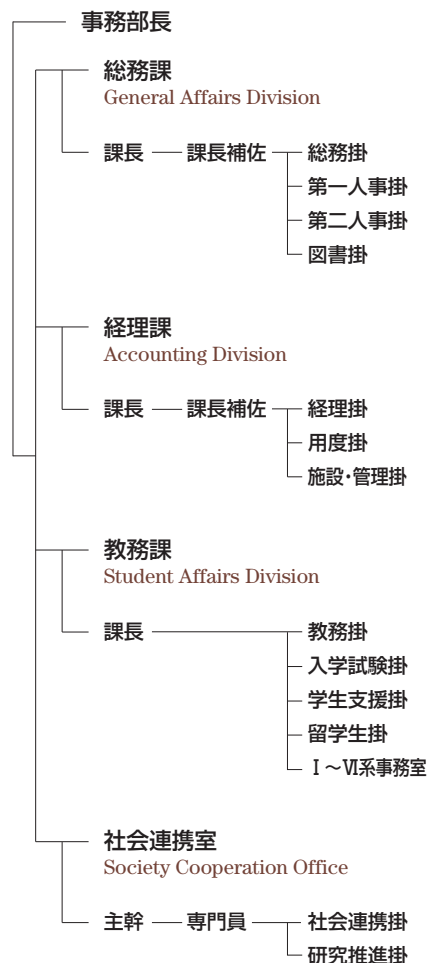 事務部長
総務課
General Affairs Division
課長 課長補佐 総務掛
第一人事掛
第二人事掛
図書掛
経理課
Accounting Division
課長 課長補佐 経理掛
用度掛
施設・管理掛
教務課
Student Affairs Division
課長 教務掛
入学試験掛
学生支援掛
留学生掛
Ⅰ～Ⅵ系事務室
社会連携室
Society Cooperation Office
主幹 専門員 社会連携掛
研究推進掛